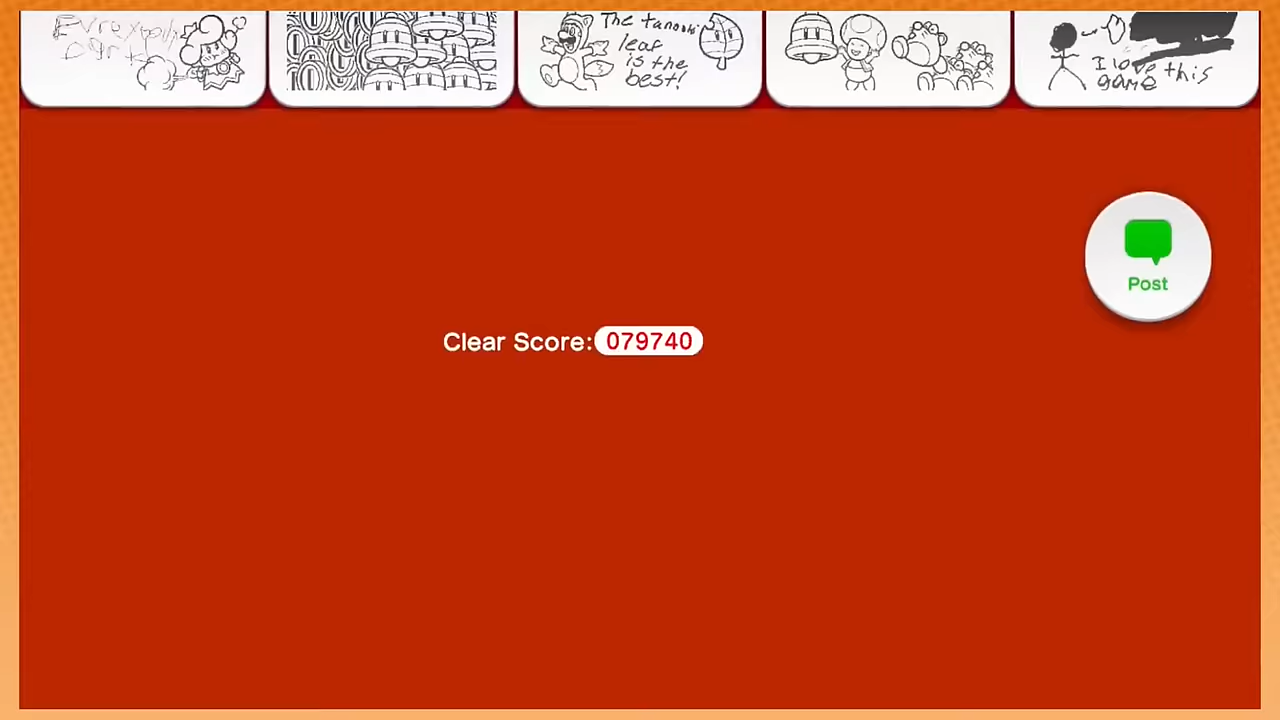 The tanooki
leaf
is the
best!
I love this
game
Post
Clear Score: 079740